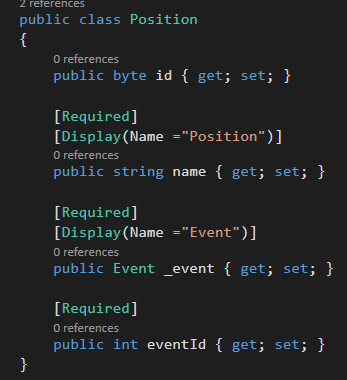 2 references
public class Position
{
0 references
public byte id { get; set; }
[Required]
[Display(Name ="Position")]
0 references
public string name { get; set; }
[Required]
[Display(Name ="Event")]
0 references
public Event _event { get; set; }
[Required]
0 references
public int eventId { get; set; }
}